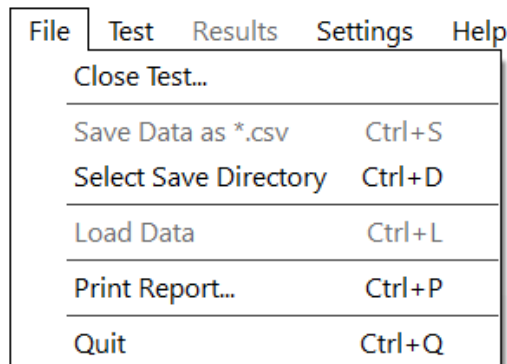 File Test Results Settings Help
Close Test...
Save Data as *.csv Ctrl+S
Select Save Directory Ctrl+D
Load Data Ctrl+L
Print Report... Ctrl+P
Quit Ctrl+Q